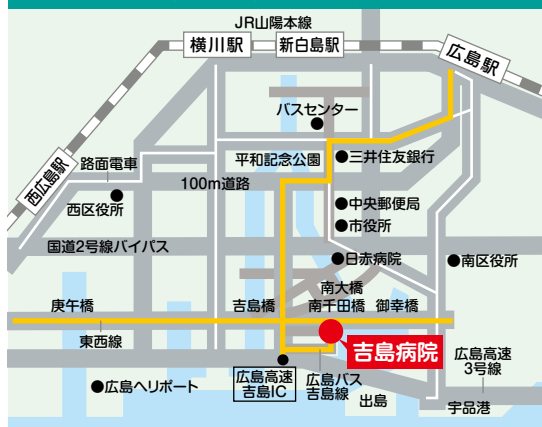 JR山陽本線
横川駅
新白島駅
広島駅
バスセンター
西広島駅
路面電車
平和記念公園
三井住友銀行
100m道路
西区役所
中央郵便局
市役所
国道2号線バイパス
日赤病院
南区役所
南大橋
庚午橋
吉島橋
南千田橋
御幸橋
東西線
吉島病院
広島高速
3号線
広島高速
吉島IC
広島バス
吉島線
広島ヘリポート
出島
宇品港